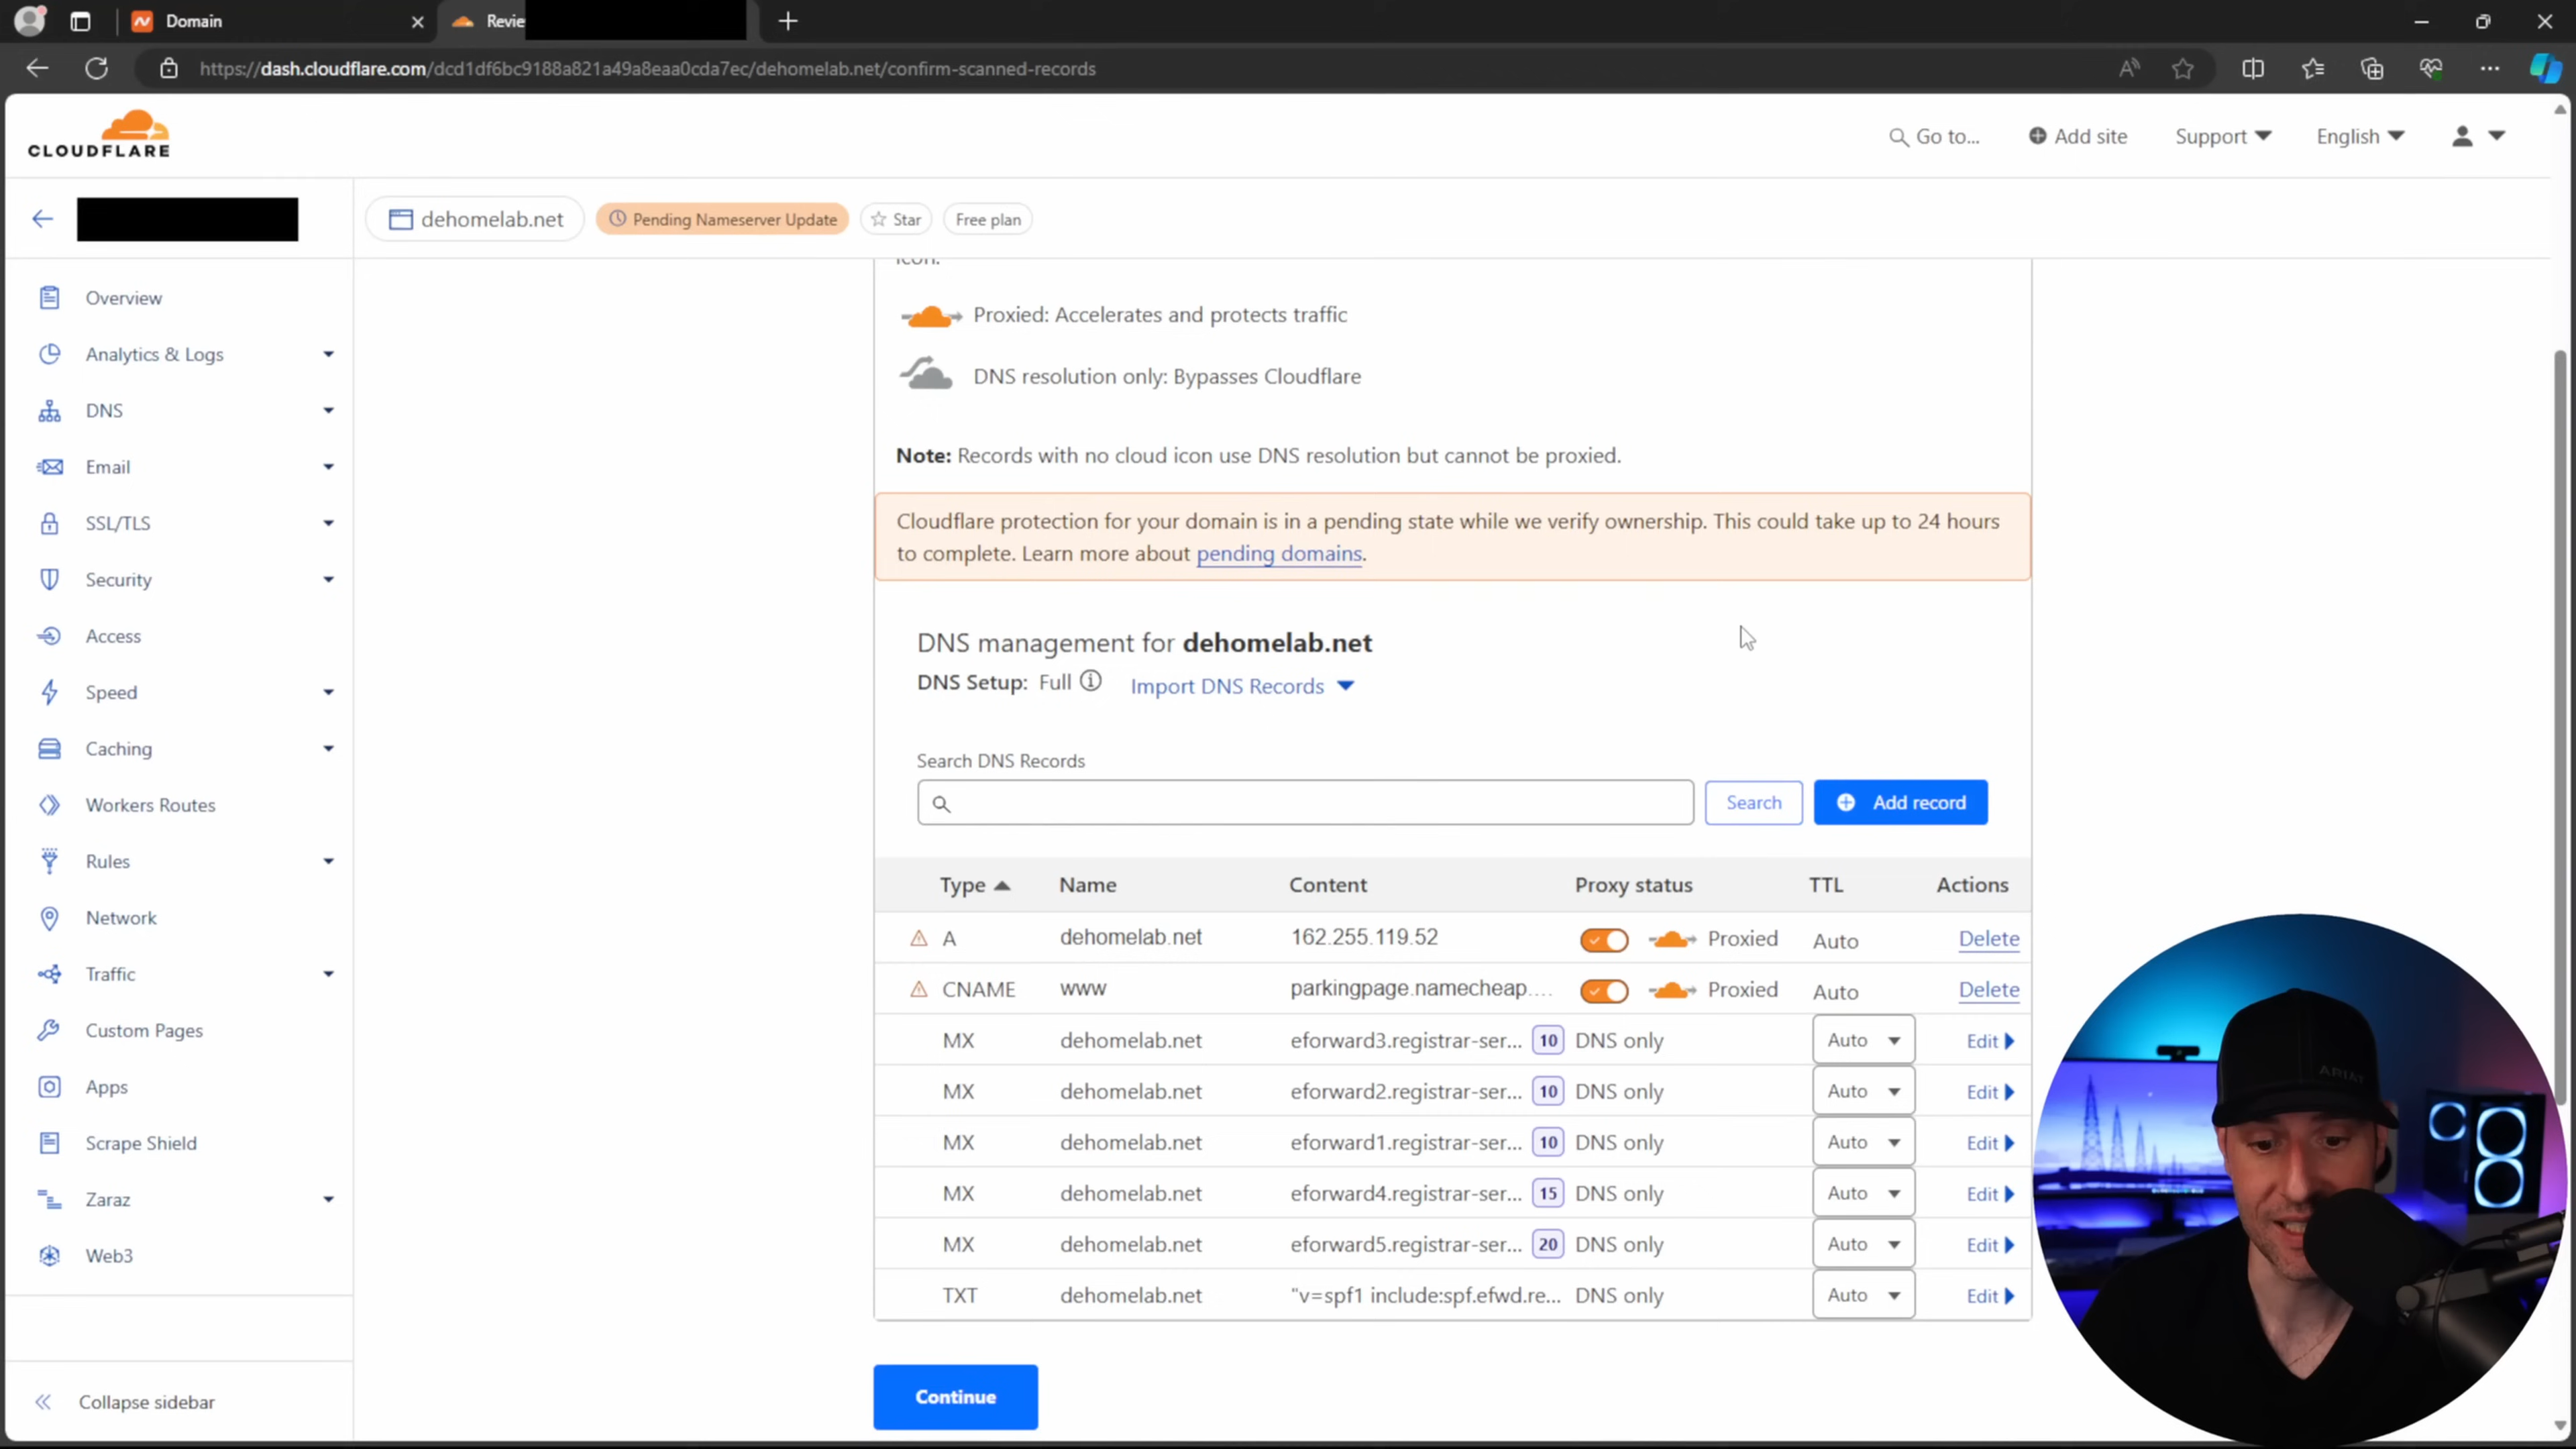 Domain
Revie
https://dash.cloudflare.com/dcd1df6bc9188a821a49a8eaa0cda7ec/dehomelab.net/confirm-scanned-records
CLOUDFLARE
Go to...
Add site
Support
English
dehomelab.net
Pending Nameserver Update
Star
Free plan
Overview
Analytics & Logs
DNS
Email
SSL/TLS
Security
Access
Speed
Caching
Workers Routes
Rules
Network
Traffic
Custom Pages
Apps
Scrape Shield
Zaraz
Web3
Collapse sidebar
icon.
Proxied: Accelerates and protects traffic
DNS resolution only: Bypasses Cloudflare
Note: Records with no cloud icon use DNS resolution but cannot be proxied.
Cloudflare protection for your domain is in a pending state while we verify ownership. This could take up to 24 hours
to complete. Learn more about pending domains.
DNS management for dehomelab.net
DNS Setup: Full Import DNS Records
Search DNS Records
Search
Add record
Type Name Content Proxy status TTL Actions
A dehomelab.net 162.255.119.52 Proxied Auto Delete
CNAME www parkingpage.namecheap.... Proxied Auto Delete
MX dehomelab.net eforward3.registrar-ser... 10 DNS only Auto Edit
MX dehomelab.net eforward2.registrar-ser... 10 DNS only Auto Edit
MX dehomelab.net eforward1.registrar-ser... 10 DNS only Auto Edit
MX dehomelab.net eforward4.registrar-ser... 15 DNS only Auto Edit
MX dehomelab.net eforward5.registrar-ser... 20 DNS only Auto Edit
TXT dehomelab.net "v=spf1 include:spf.efwd.re... DNS only Auto Edit
Continue
ARIAT